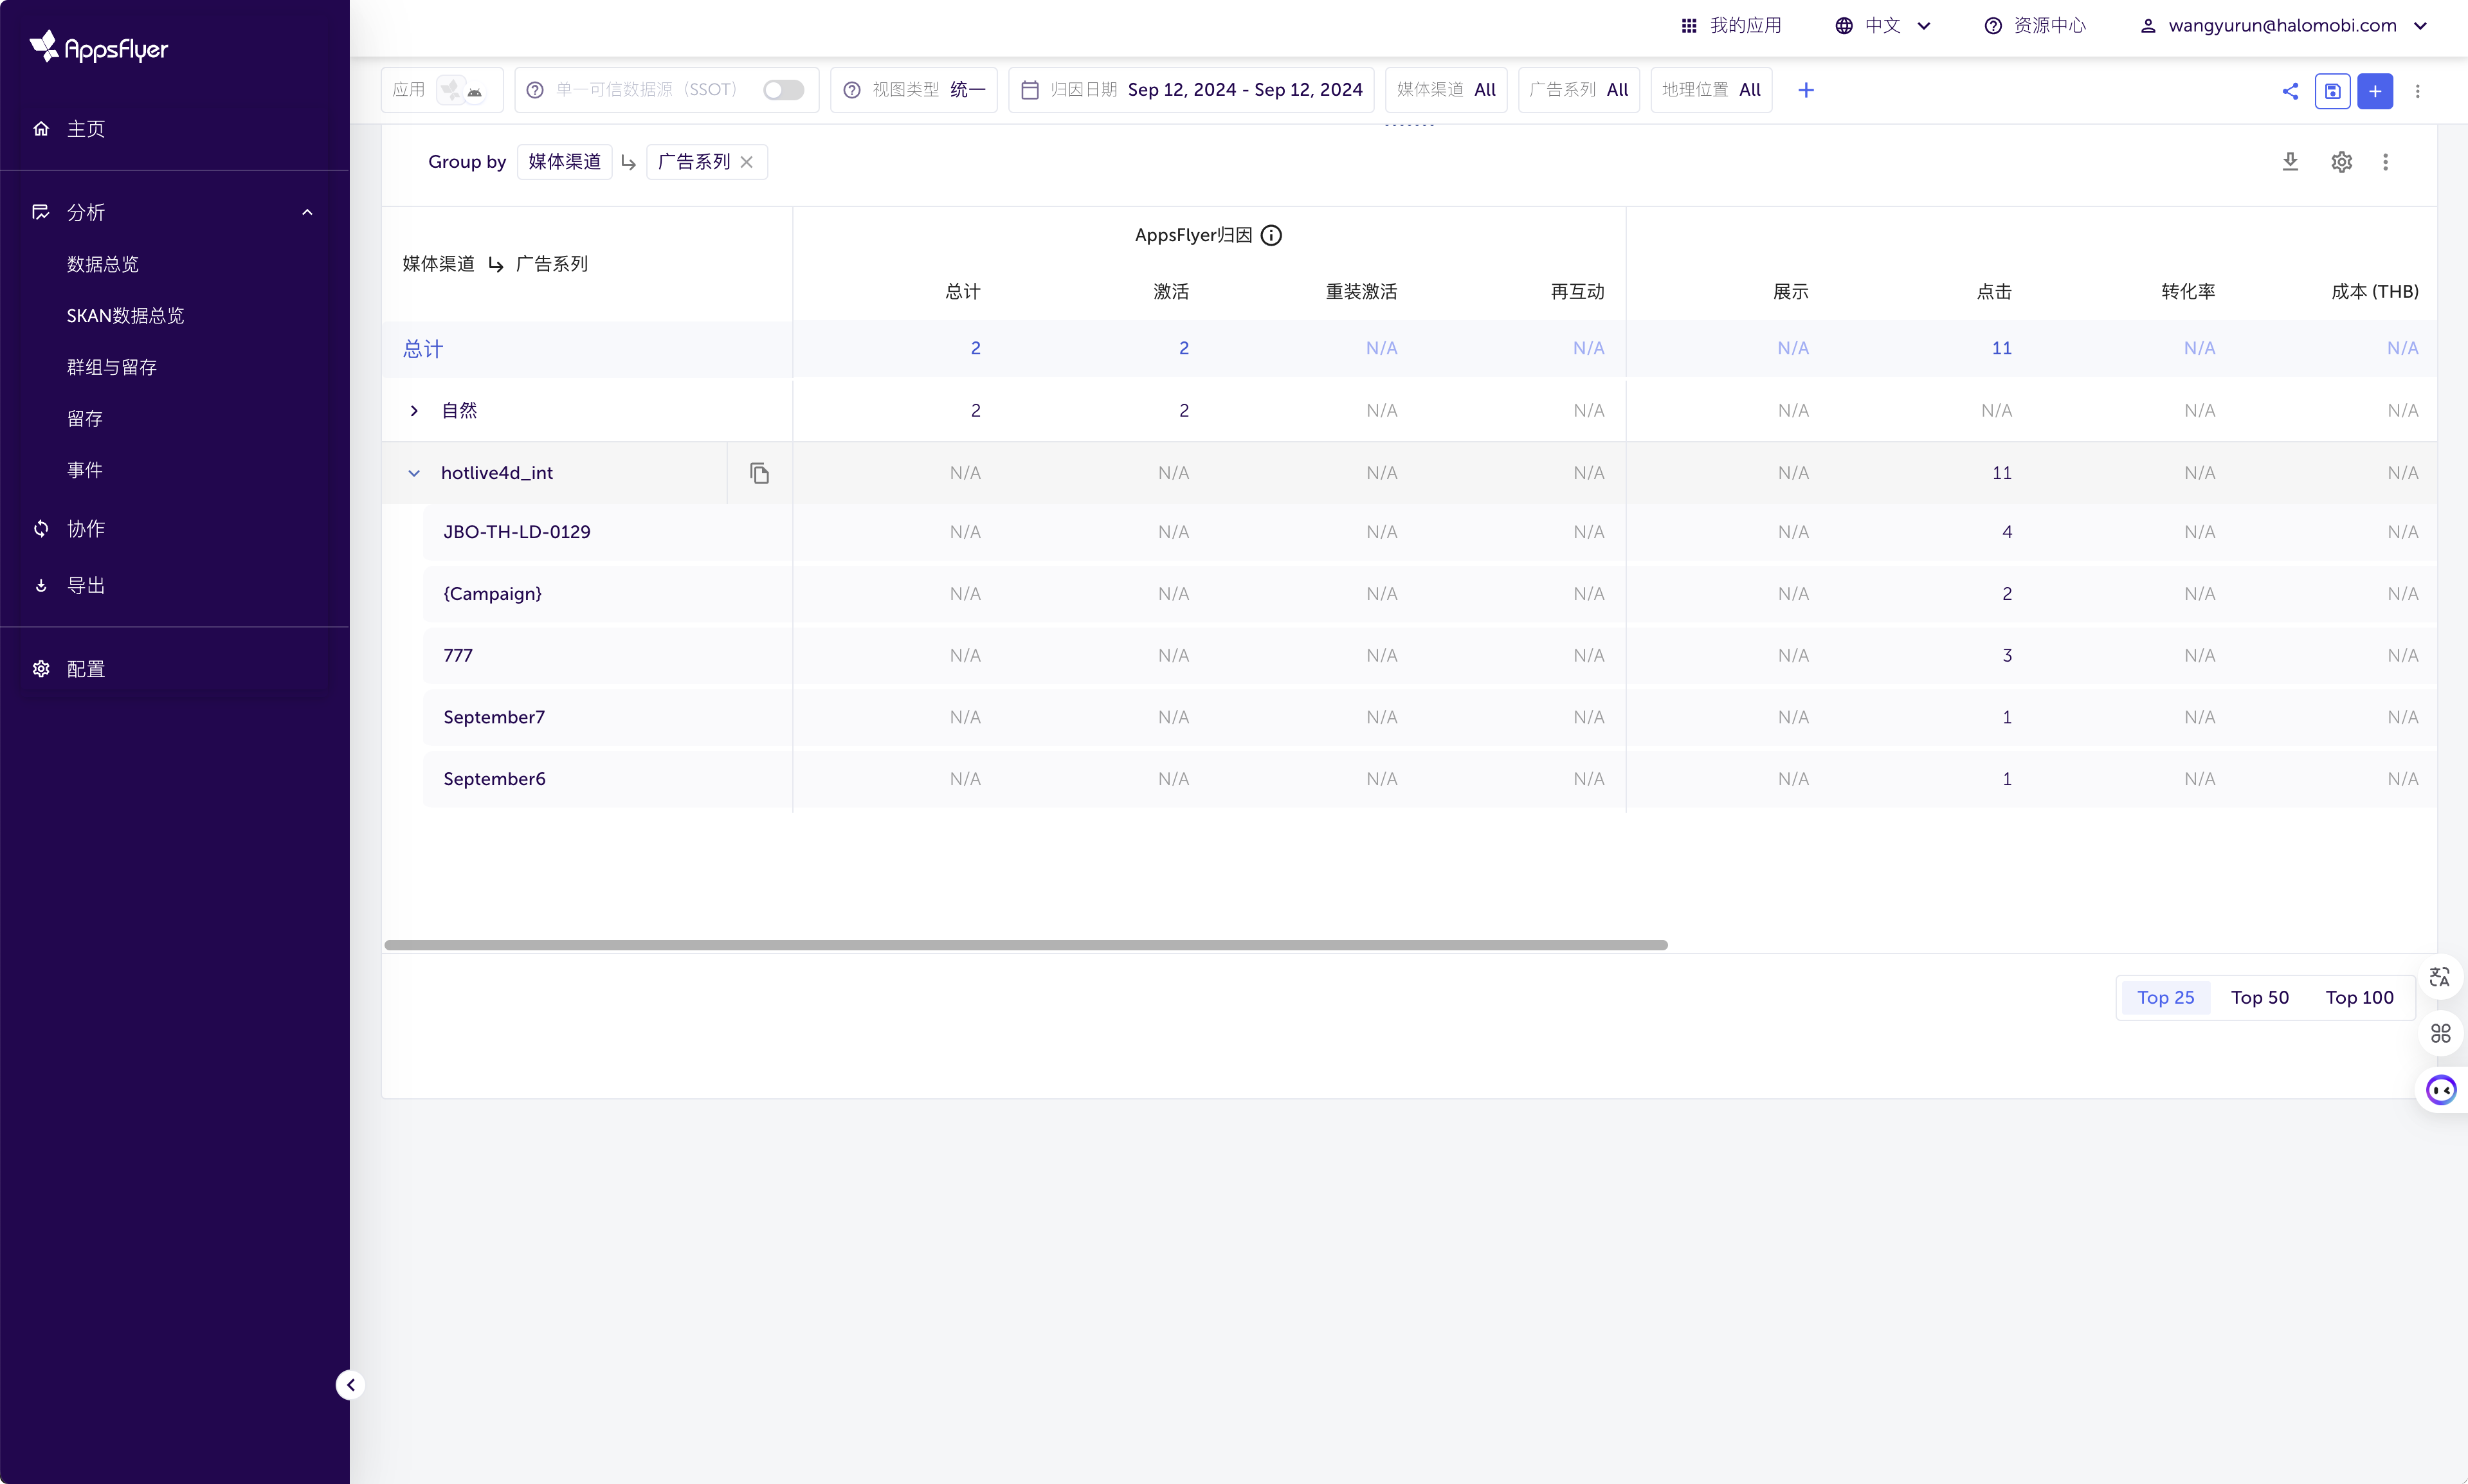 AppsFlyer
我的应用 中文 资源中心 wangyurun@halomobi.com
应用 单一可信数据源（SSOT） 视图类型 统一 归因日期 Sep 12, 2024 - Sep 12, 2024 媒体渠道 All 广告系列 All 地理位置 All
主页
分析
数据总览
SKAN数据总览
群组与留存
留存
事件
协作
导出
配置
Group by 媒体渠道 广告系列
AppsFlyer归因
媒体渠道 广告系列
总计 激活 重装激活 再互动 展示 点击 转化率 成本 (THB)
总计 2 2 N/A N/A N/A 11 N/A N/A
自然 2 2 N/A N/A N/A N/A N/A N/A
hotlive4d_int N/A N/A N/A N/A N/A 11 N/A N/A
JBO-TH-LD-0129 N/A N/A N/A N/A N/A 4 N/A N/A
{Campaign} N/A N/A N/A N/A N/A 2 N/A N/A
777 N/A N/A N/A N/A N/A 3 N/A N/A
September7 N/A N/A N/A N/A N/A 1 N/A N/A
September6 N/A N/A N/A N/A N/A 1 N/A N/A
Top 25 Top 50 Top 100